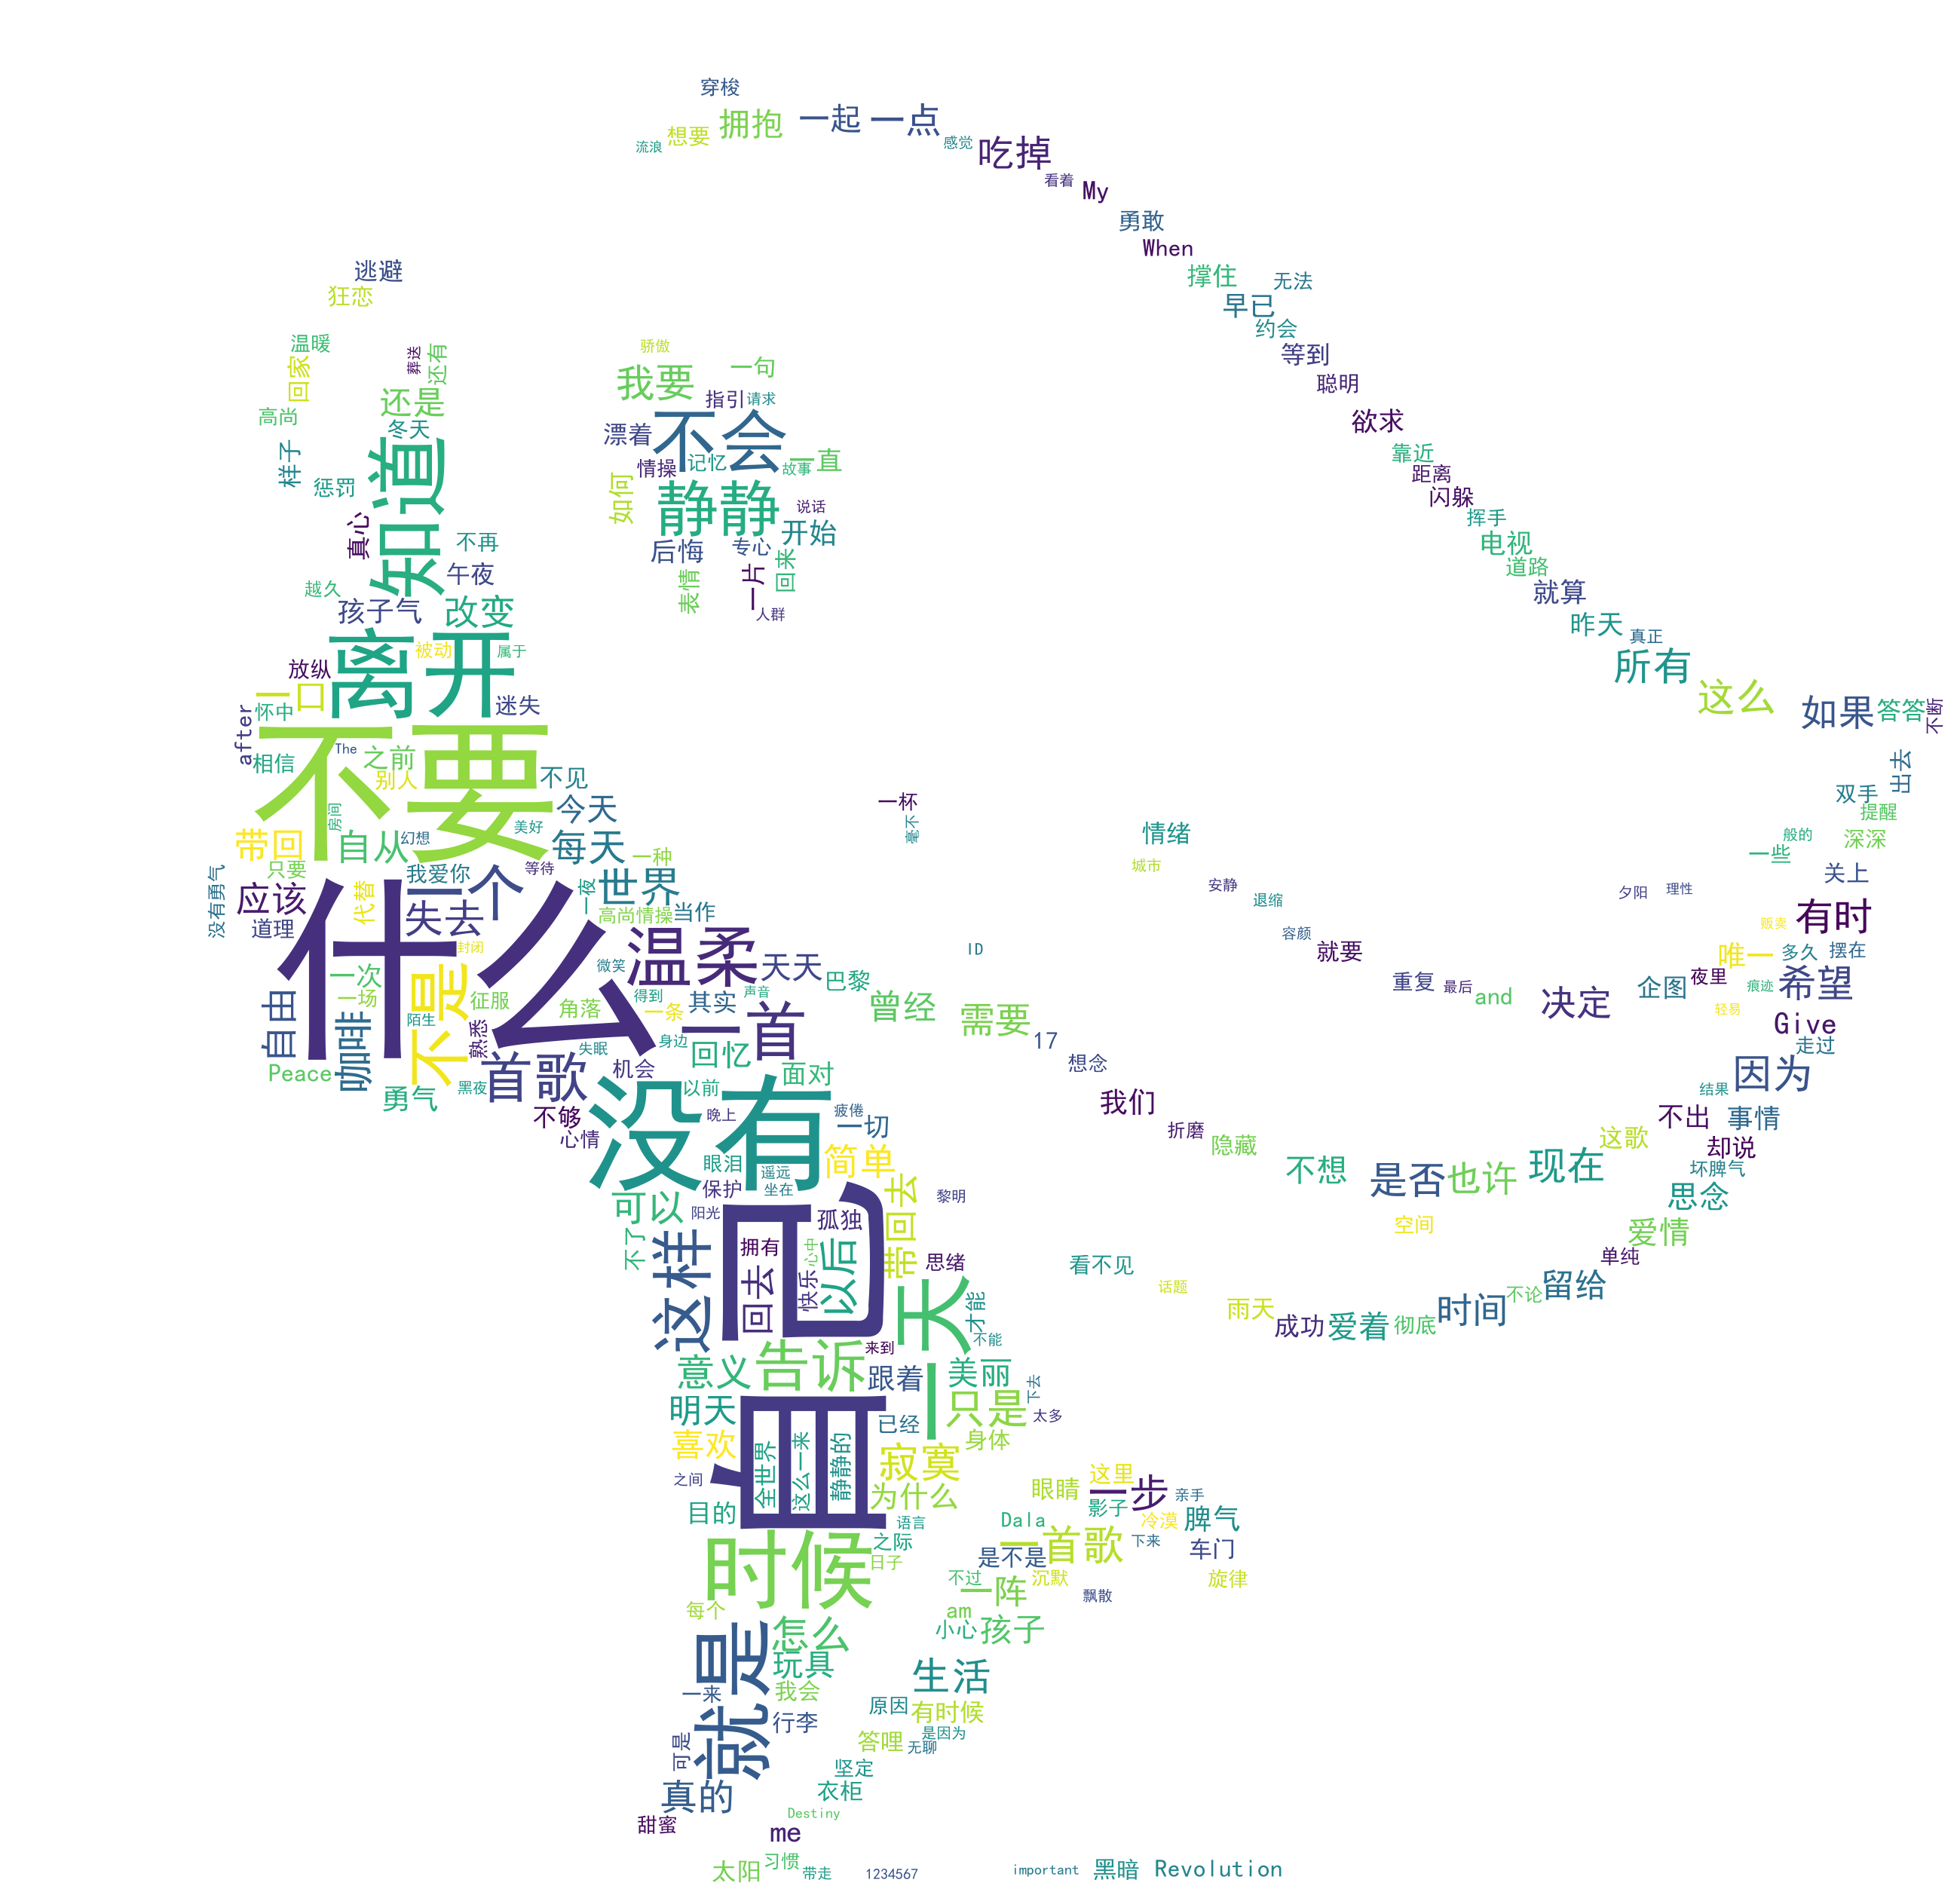 穿梭
流浪 想要 拥抱 一起 一点 感觉 吃掉
看着 My
勇敢
When
撑住 无法
早已
约会
等到
聪明
欲求
靠近
距离
闪躲
挥手
电视
道路
就算
昨天 真正
所有
这么 如果 答答 不断
逃避
狂恋
温暖 葬送 还有
回家 还是
高尚 冬天
样子 知道
惩罚
真心 不再
午夜
越久
孩子气 改变
骄傲
我要 一句
指引 请求
漂着 不会
情操 记忆 故事 一直
如何 静静 说话
开始
后悔 专心
表情 一片 回来
人群
离开 被动 属于
放纵
一口 迷失
怀中
after 不要 The 之前
相信 别人 不见
今天
房间 幻想 美好
带回 自从 每天
只要 我爱你 等待 一种
没有勇气 应该 代替 一个 一夜 世界
失去 高尚情操 当作
道理
什么 封闭
温柔 天天
一次 不是 征服 微笑 巴黎
一场 角落 得到 声音 其实
自由 咖啡 陌生 一条 一首 曾经 需要
熟悉 失眠 身边 回忆
Peace 首歌 机会 面对
勇气 黑夜 以前
不够 没有 晚上 疲倦 一切
心情
眼泪 遥远 简单
保护 坐在
可以 阳光 带回去 黎明
自己 孤独
不了 这样 拥有 心中 以后 思绪
回去 快乐 一天 才能
来到 不能
意义 告诉 跟着 美丽
下去
明天 已经 只是 太多
喜欢 身体
全世界 这么一来 静静的 寂寞
之间 为什么
目的 语言
时候 之际
日子
每个
怎么
就是 玩具
一来 我会
行李
可是
真的
甜蜜
一杯
毫不
情绪
城市
安静
退缩
容颜
就要
重复 最后 and
决定
企图 夜里
唯一
ID
17
想念
我们
折磨
隐藏
不想
是否 也许 现在
空间
这歌
出去
双手
提醒
般的 深深
一些
关上
夕阳 理性
贩卖 有时
多久 摆在
痕迹 希望
轻易
Give
走过
因为
结果
不出 事情
却说
坏脾气
思念
爱情
单纯
留给
不论
时间
彻底
爱着
成功
雨天
话题
看不见
眼睛 这里 一步 亲手
影子 冷漠 脾气
Dala
一首歌 下来 车门
是不是
不过 沉默 旋律
一阵 飘散
am
小心 孩子
生活
原因 有时候
是因为
答哩 无聊
坚定
衣柜
Destiny
me
太阳 习惯 带走 1234567 important 黑暗 Revolution